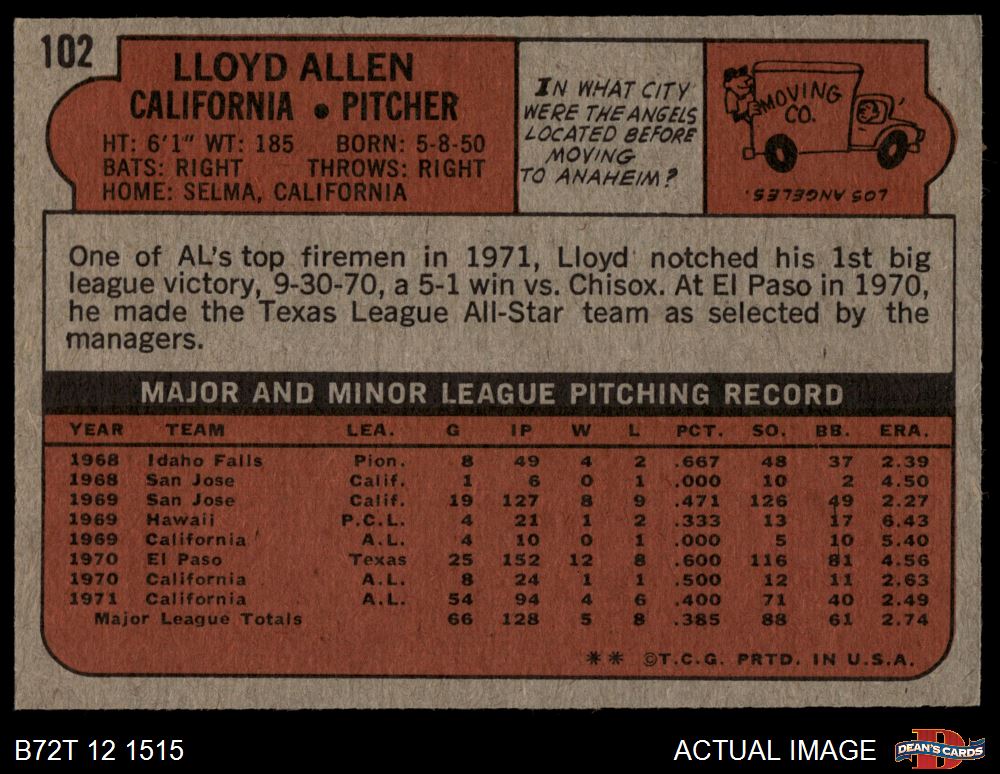 102
LLOYD ALLEN
CALIFORNIA • PITCHER
HT: 6'1" WT: 185 BORN: 5-8-50
BATS: RIGHT THROWS: RIGHT
HOME: SELMA, CALIFORNIA
IN WHAT CITY
WERE THE ANGELS
LOCATED BEFORE
MOVING
TO ANAHEIM?
MOVING
CO.
LOS ANGELES.
One of AL's top firemen in 1971, Lloyd notched his 1st big
league victory, 9-30-70, a 5-1 win vs. Chisox. At El Paso in 1970,
he made the Texas League All-Star team as selected by the
managers.
MAJOR AND MINOR LEAGUE PITCHING RECORD
YEAR TEAM LEA. G IP W L PCT. SO. BB. ERA.
1968 Idaho Falls Pion. 8 49 4 2 .667 48 37 2.39
1968 San Jose Calif. 1 6 0 1 .000 10 2 4.50
1969 San Jose Calif. 19 127 8 9 .471 126 49 2.27
1969 Hawaii P.C.L. 4 21 1 2 .333 13 17 6.43
1969 California A.L. 4 10 0 1 .000 5 10 5.40
1970 El Paso Texas 25 152 12 8 .600 116 81 4.56
1970 California A.L. 8 24 1 1 .500 12 11 2.63
1971 California A.L. 54 94 4 6 .400 71 40 2.49
Major League Totals 66 128 5 8 .385 88 61 2.74
** ©T.C.G. PRTD. IN U.S.A.
B72T 12 1515
ACTUAL IMAGE
D
DEAN'S CARDS